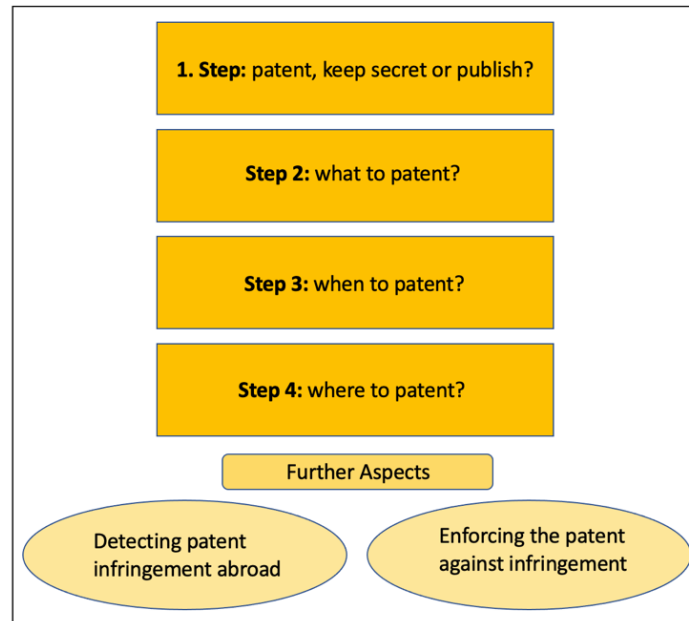 1. Step: patent, keep secret or publish?
Step 2: what to patent?
Step 3: when to patent?
Step 4: where to patent?
Further Aspects
Detecting patent
infringement abroad
Enforcing the patent
against infringement